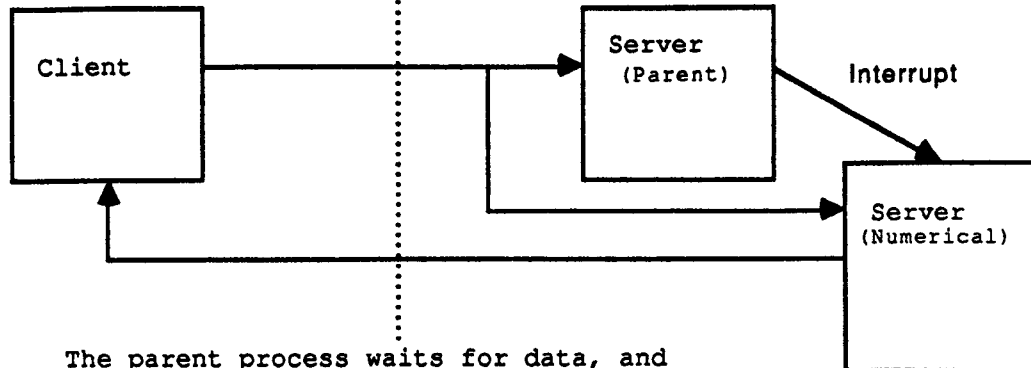 Client
Server
(Parent)
Interrupt
Server
(Numerical)
The parent process waits for data, and